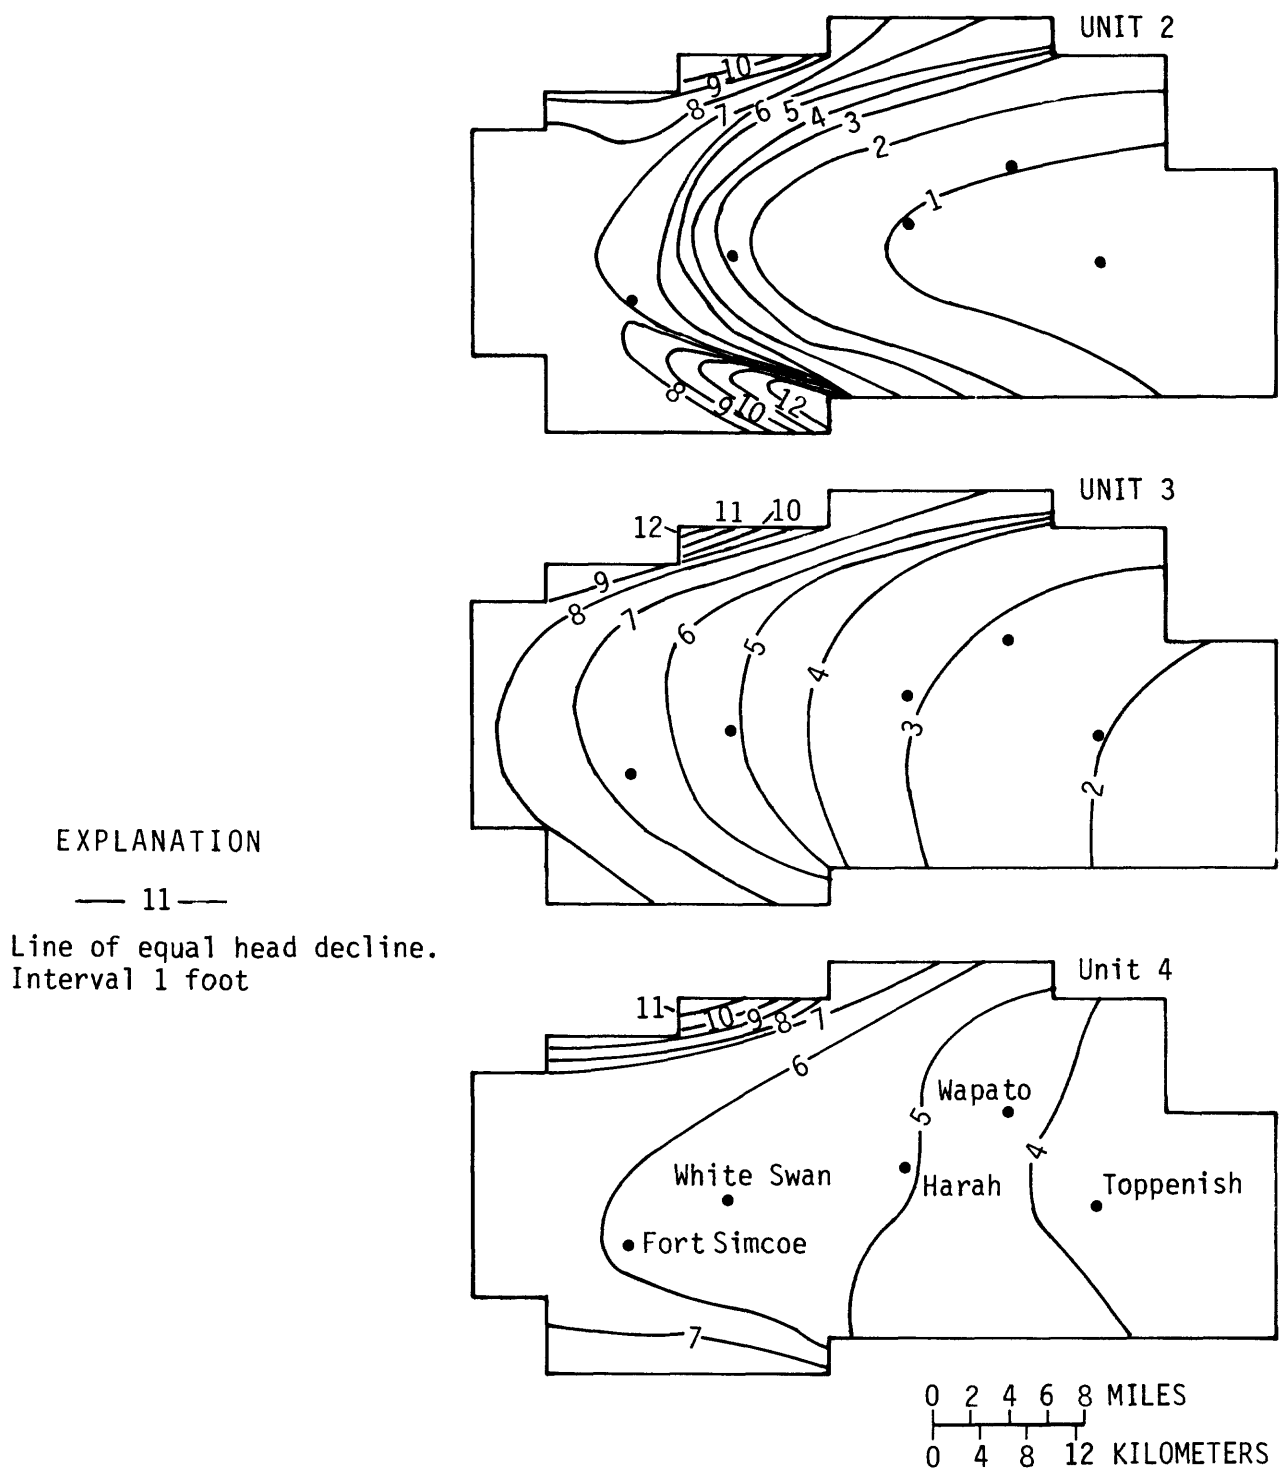 UNIT 2
10
9
8
7
6
5
4
3
2
1
8
9
10
12
UNIT 3
12
11
10
9
8
7
6
5
4
3
2
EXPLANATION
11
Line of equal head decline.
Interval 1 foot
Unit 4
11
10
9
8
7
6
5
4
Wapato
White Swan
Harah
Toppenish
Fort Simcoe
7
0 2 4 6 8 MILES
0 4 8 12 KILOMETERS